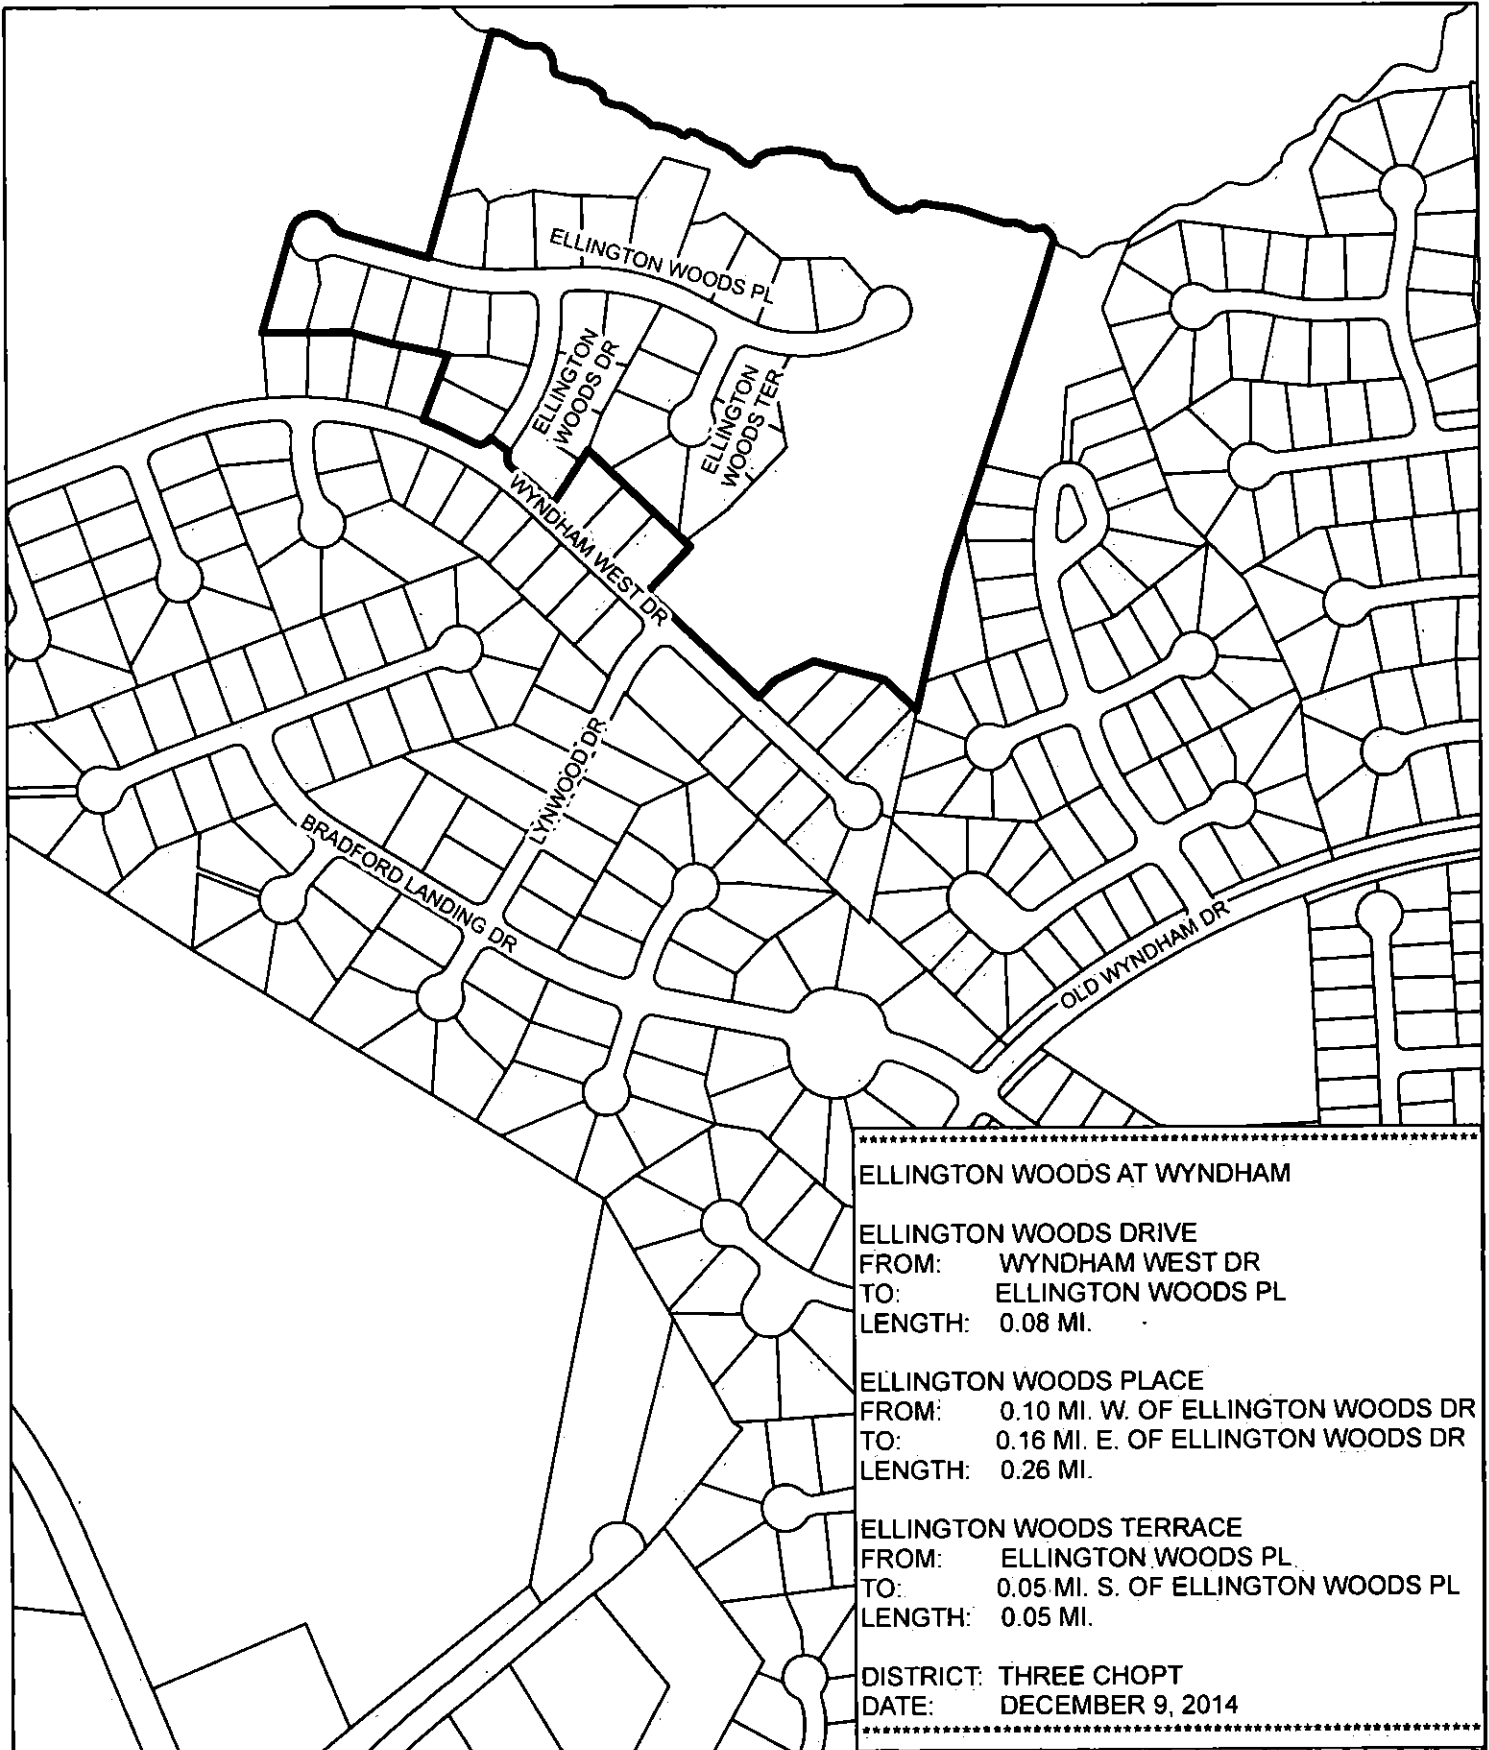 ELLINGTON WOODS PL
ELLINGTON
WOODS DR
ELLINGTON
WOODS TER
WYNDHAM WEST DR
LYNWOOD DR
BRADFORD LANDING DR
OLD WYNDHAM DR
************************************************************
ELLINGTON WOODS AT WYNDHAM
ELLINGTON WOODS DRIVE
FROM: WYNDHAM WEST DR
TO: ELLINGTON WOODS PL
LENGTH: 0.08 MI.
ELLINGTON WOODS PLACE
FROM: 0.10 MI. W. OF ELLINGTON WOODS DR
TO: 0.16 MI. E. OF ELLINGTON WOODS DR
LENGTH: 0.26 MI.
ELLINGTON WOODS TERRACE
FROM: ELLINGTON WOODS PL
TO: 0.05 MI. S. OF ELLINGTON WOODS PL
LENGTH: 0.05 MI.
DISTRICT: THREE CHOPT
DATE: DECEMBER 9, 2014
************************************************************